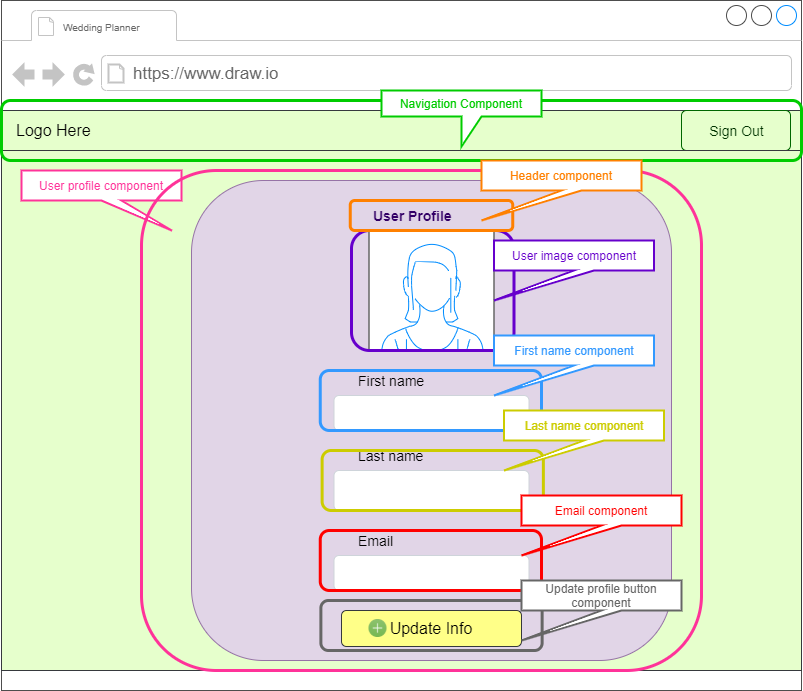 Wedding Planner
https://www.draw.io
Navigation Component
Logo Here
Sign Out
User profile component
Header component
User Profile
User image component
First name component
First name
Last name component
Last name
Email component
Email
Update profile button
component
Update Info